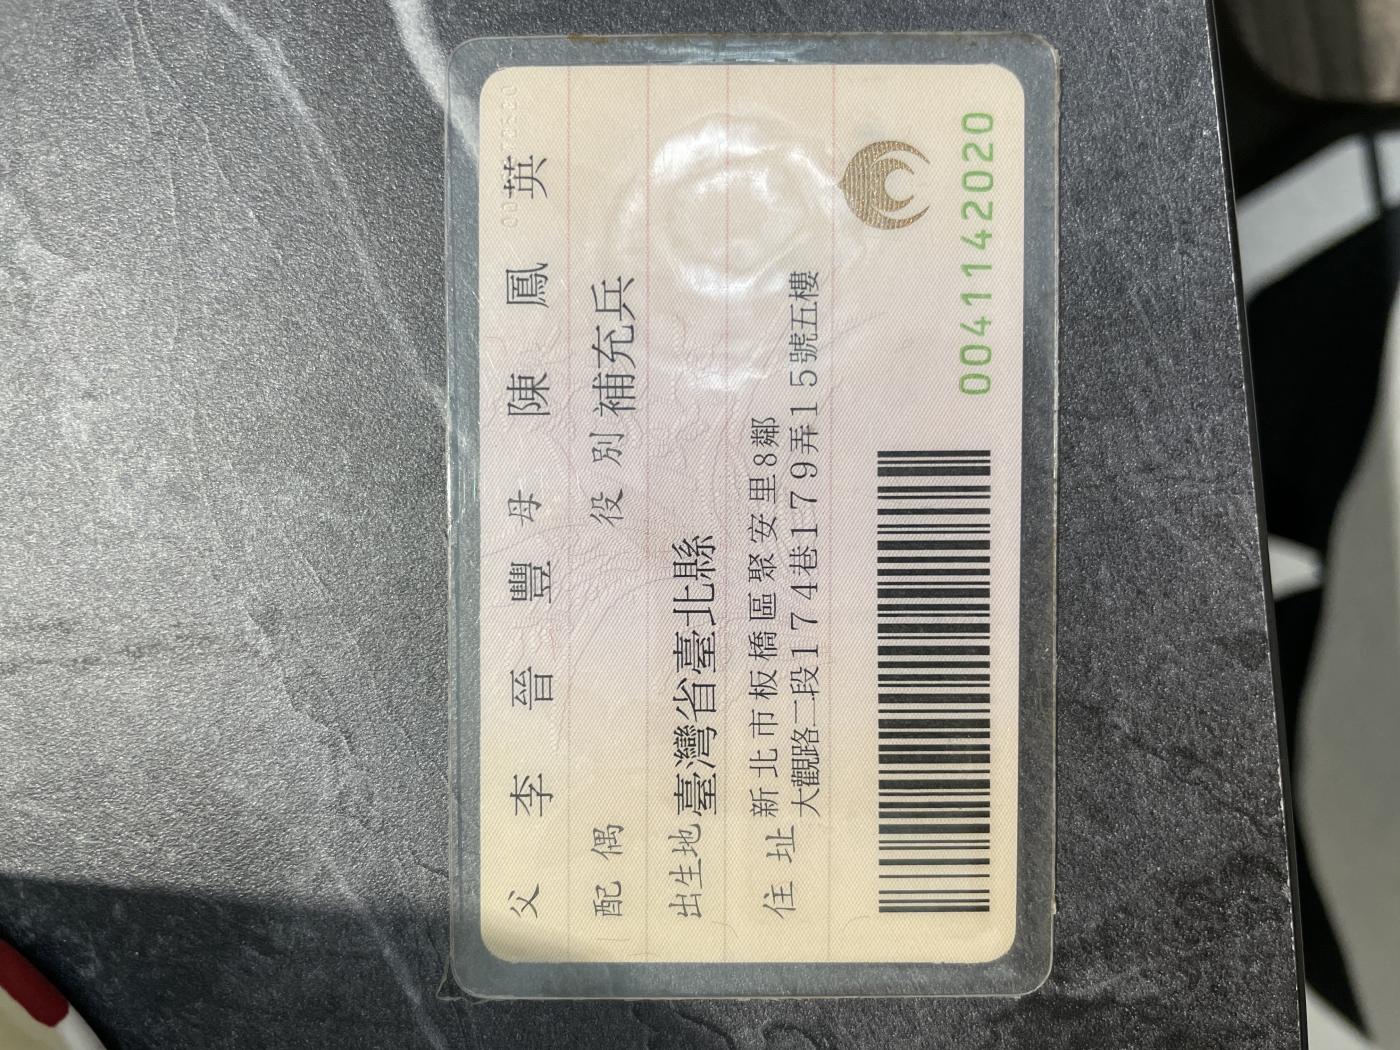 父 李晉豐 母 陳鳳英
配偶 役別 補充兵
出生地 臺灣省臺北縣
住址 新北市板橋區聚安里8鄰
大觀路二段174巷179弄15號五樓
0041142020